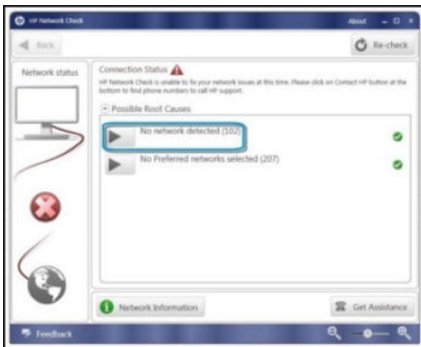 HP Network Check
About
Back
Re-check
Network status
Connection Status
HP Network Check is unable to fix your network issues at this time. Please click on Contact HP button at the
bottom to find phone numbers to call HP support.
Possible Root Causes
No network detected (102)
No Preferred networks selected (207)
Network Information
Get Assistance
Feedback